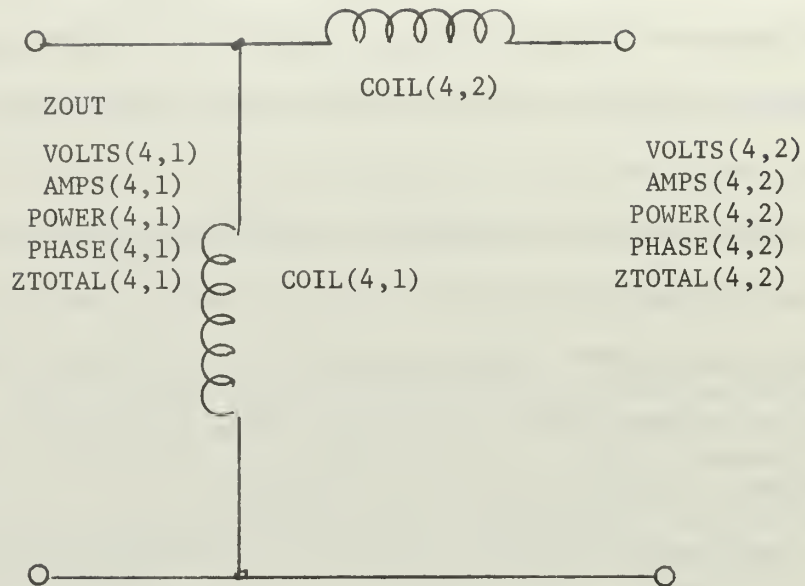 COIL(4,2)
ZOUT
VOLTS(4,1)
AMPS(4,1)
POWER(4,1)
PHASE(4,1)
ZTOTAL(4,1)
COIL(4,1)
VOLTS(4,2)
AMPS(4,2)
POWER(4,2)
PHASE(4,2)
ZTOTAL(4,2)